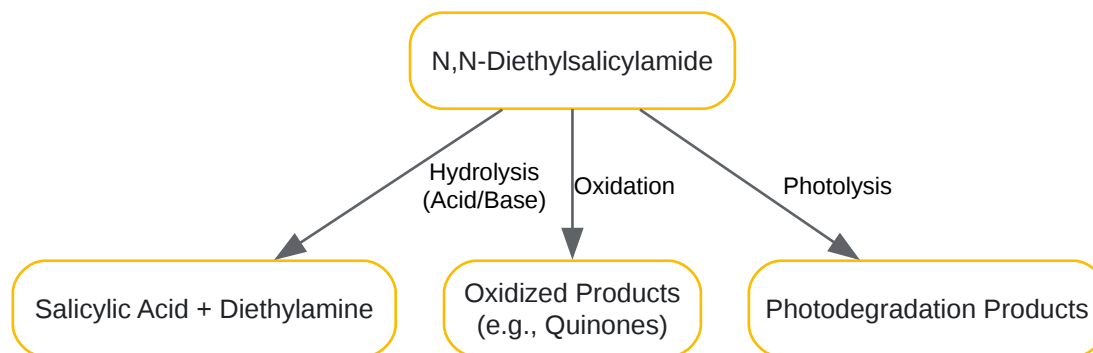 N,N-Diethylsalicylamide
Hydrolysis
(Acid/Base)
Oxidation
Photolysis
Salicylic Acid + Diethylamine
Oxidized Products
(e.g., Quinones)
Photodegradation Products